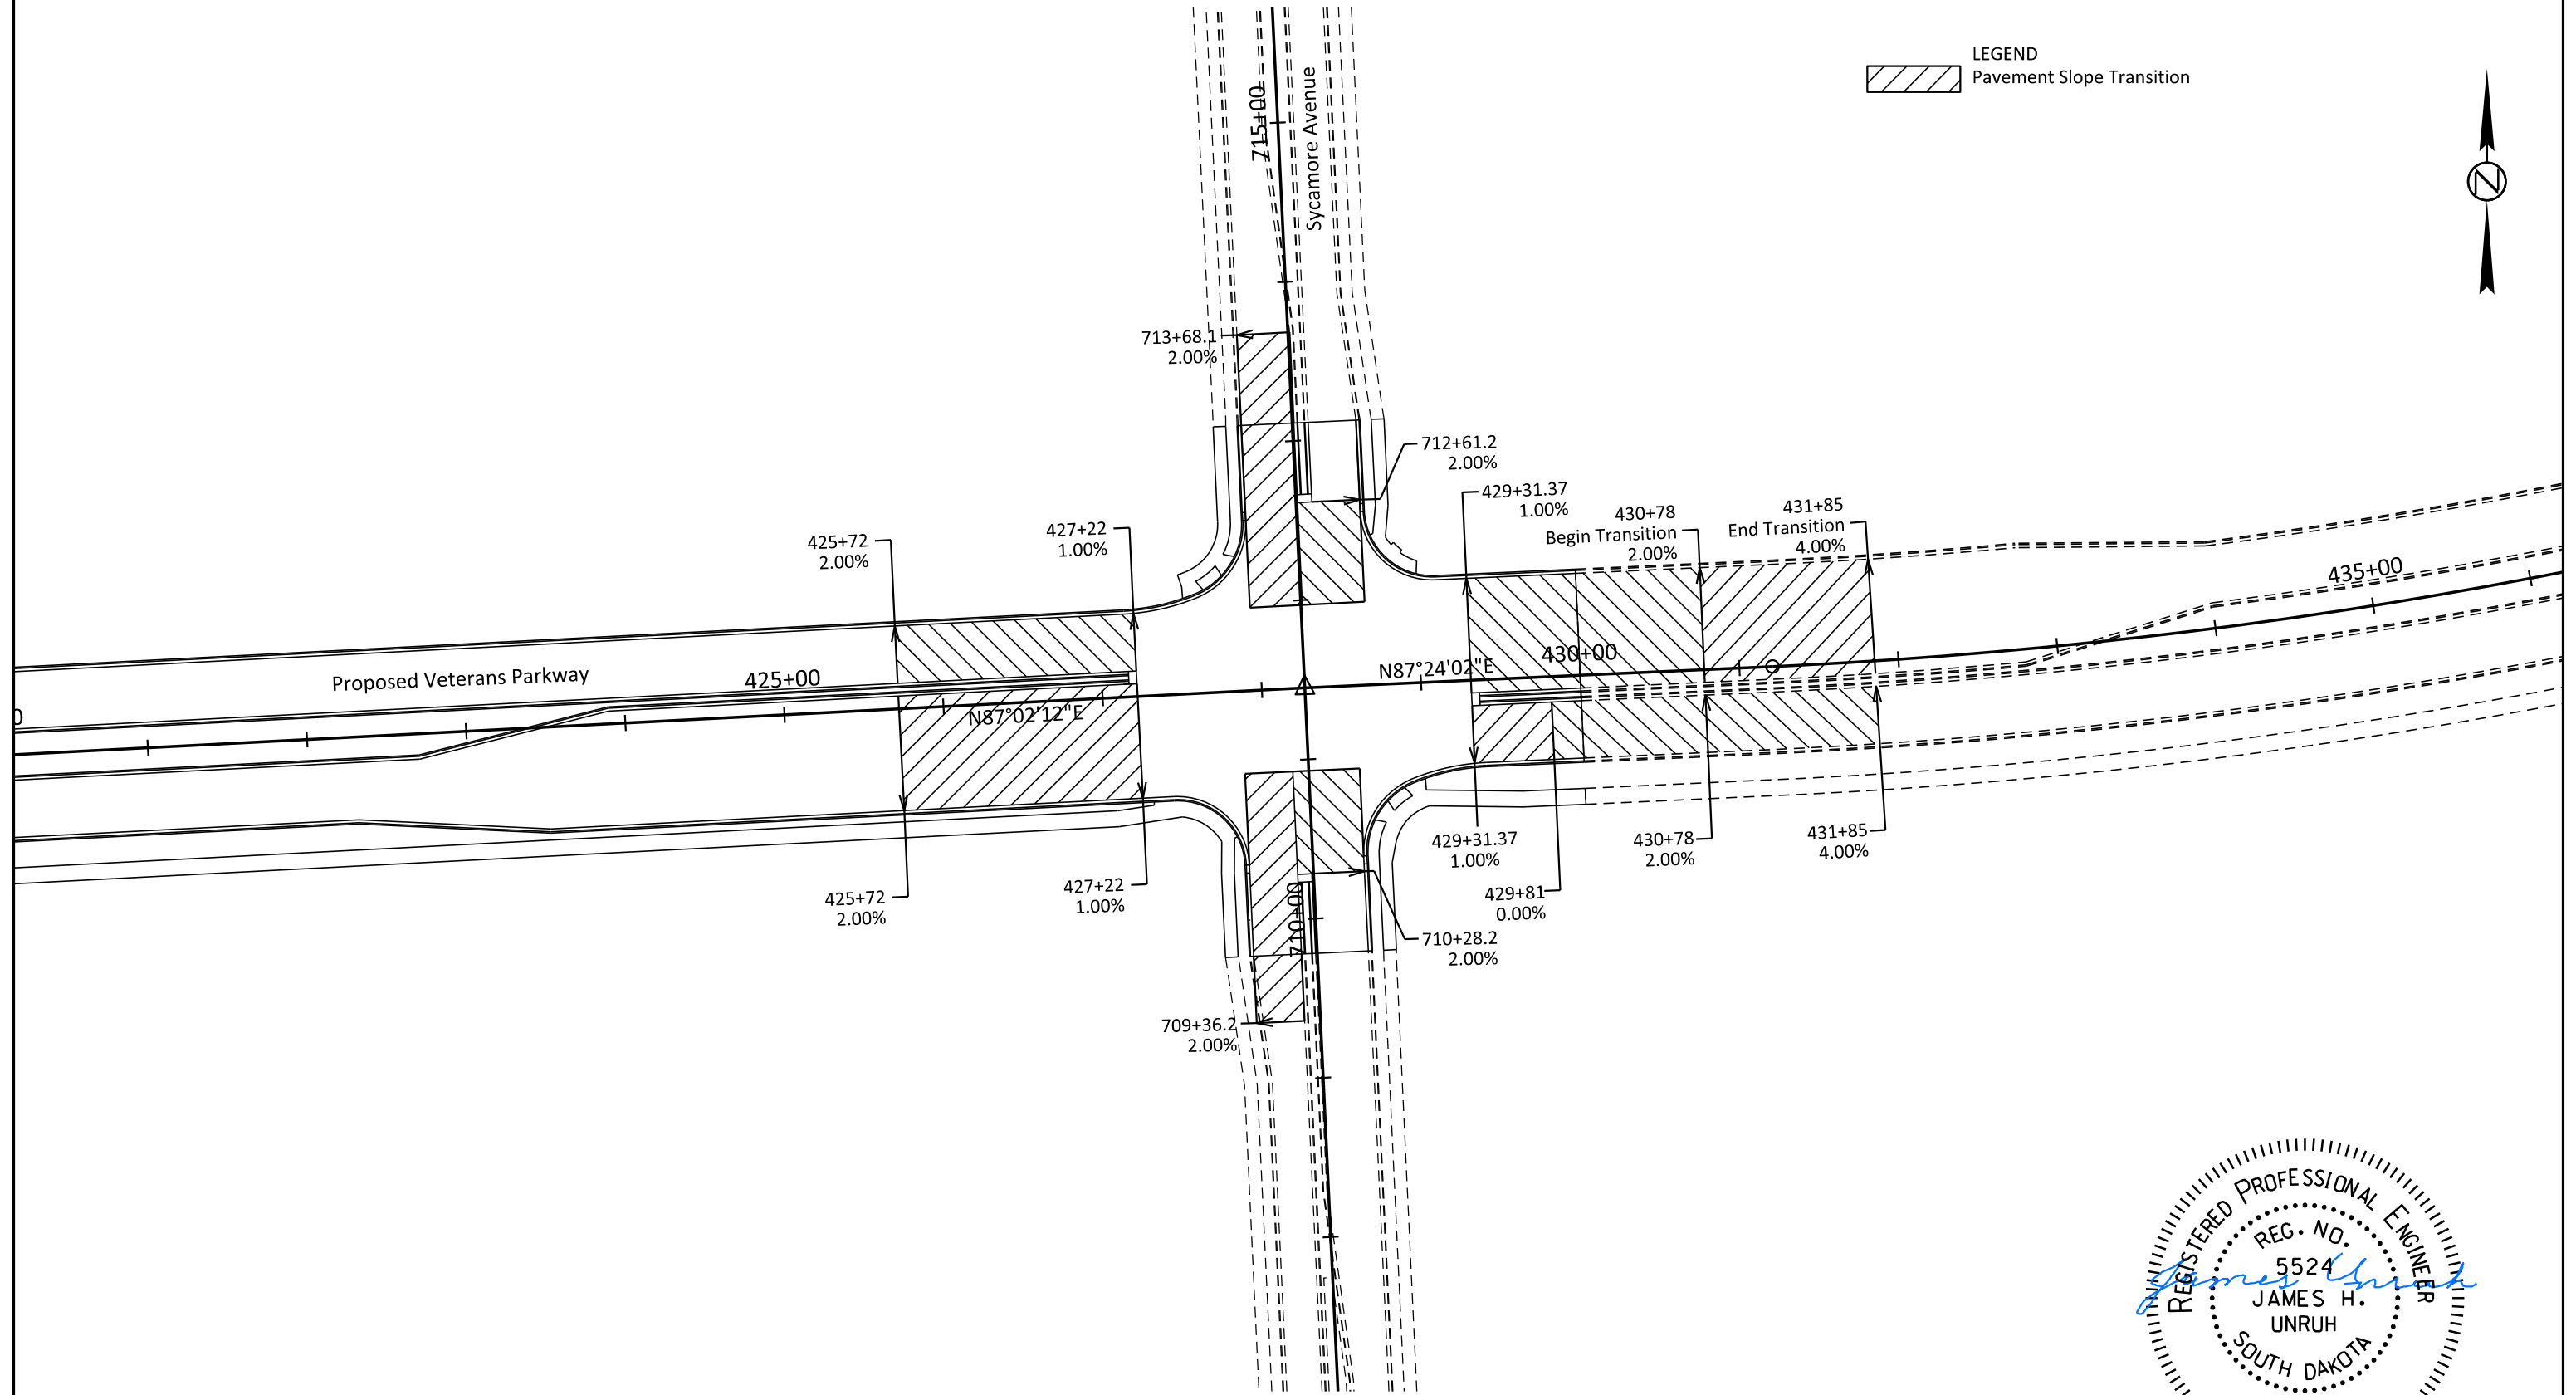 LEGEND
Pavement Slope Transition
N
715+00
Sycamore Avenue
713+68.1
2.00%
712+61.2
2.00%
429+31.37
1.00%
430+78
Begin Transition
2.00%
431+85
End Transition
4.00%
425+72
2.00%
427+22
1.00%
435+00
430+00
N87°24'02"E
Proposed Veterans Parkway
425+00
N87°02'12"E
0
429+31.37
1.00%
430+78
2.00%
431+85
4.00%
425+72
2.00%
427+22
1.00%
429+81
0.00%
710+00
710+28.2
2.00%
709+36.2
2.00%
REGISTERED PROFESSIONAL ENGINEER
REG. NO.
5524
James Unruh
JAMES H.
UNRUH
SOUTH DAKOTA